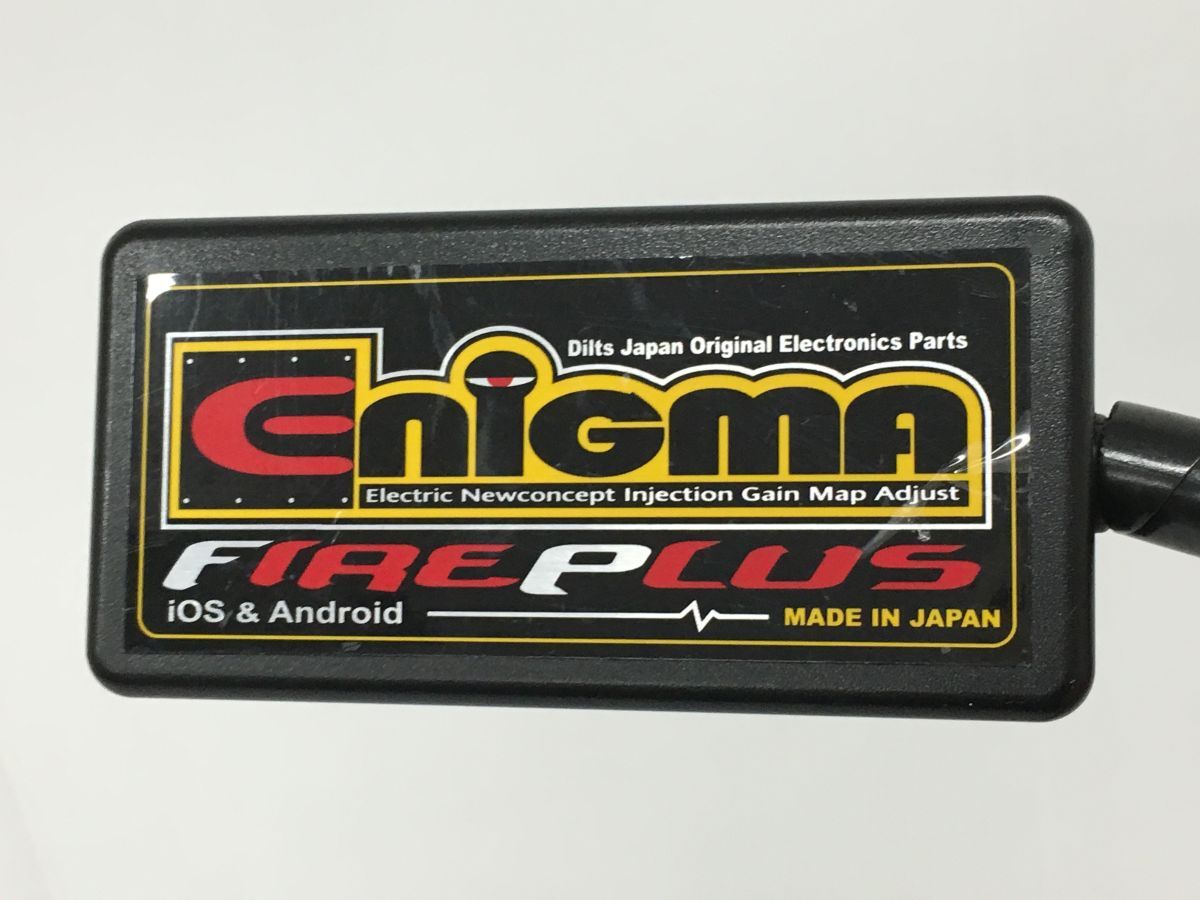 Dilts Japan Original Electronics Parts
EniGMA
Electric Newconcept Injection Gain Map Adjust
FIREPLUS
iOS & Android
MADE IN JAPAN